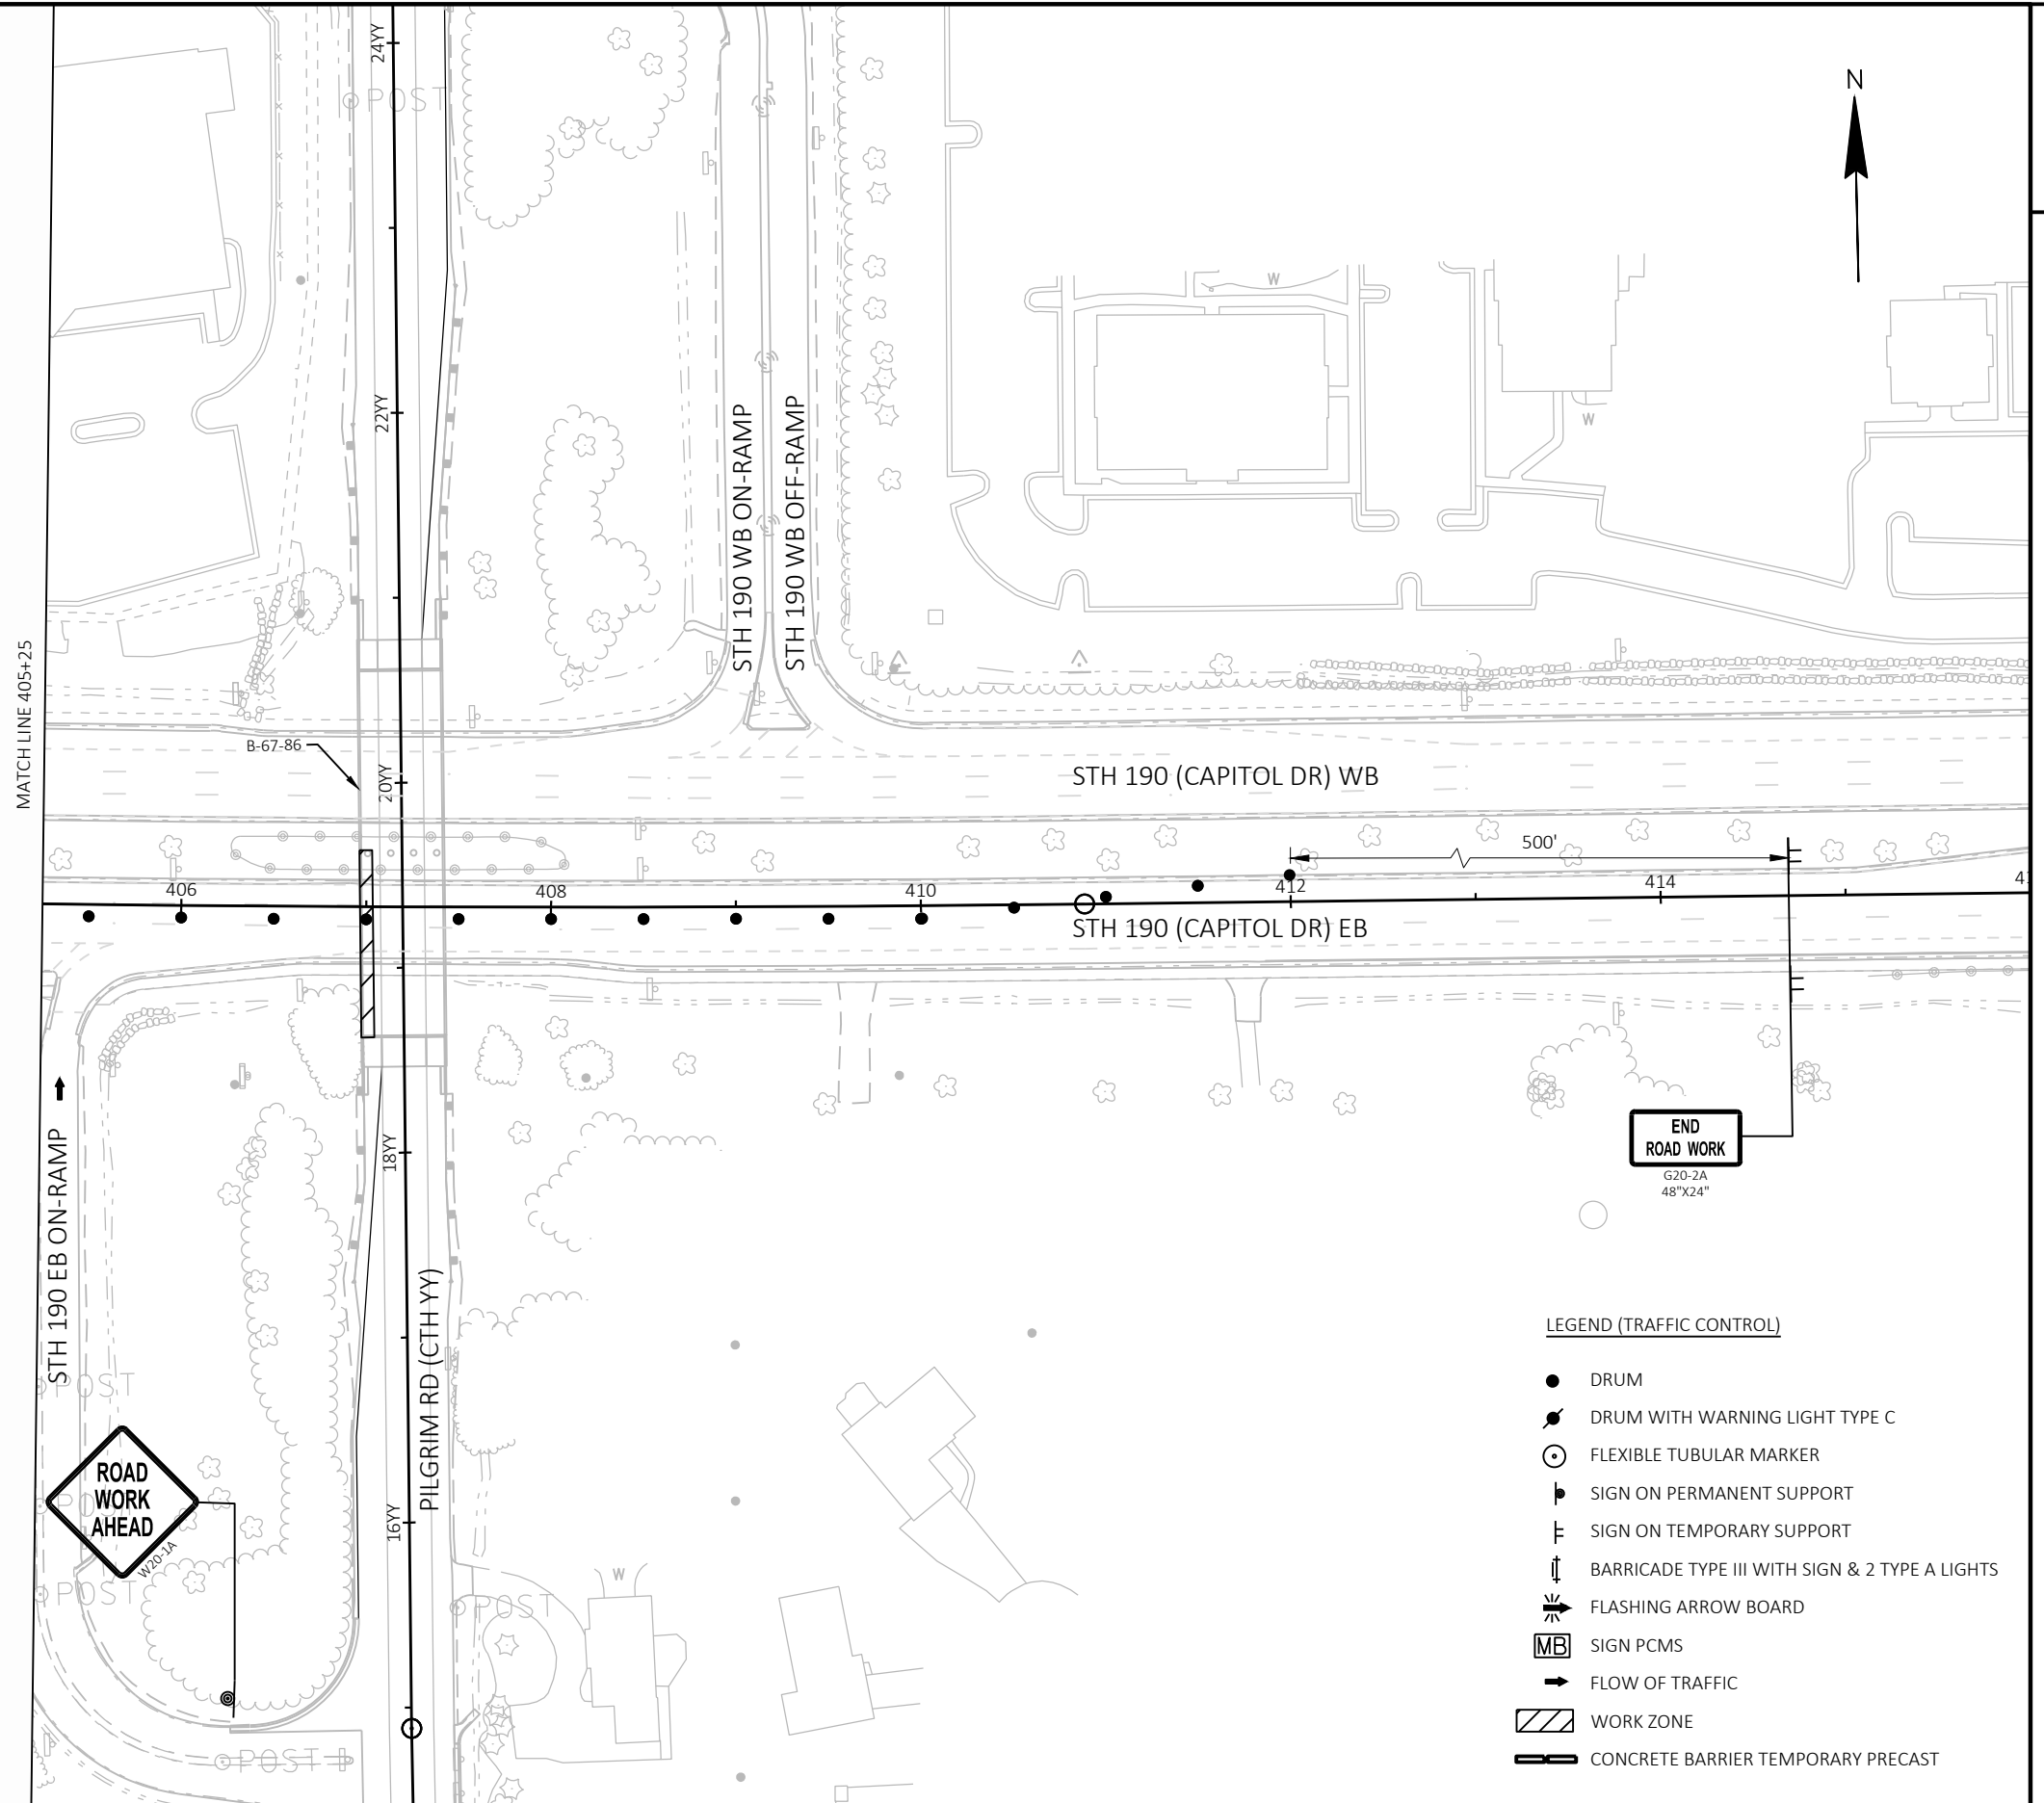 24YY
POST
N
W
W
22YY
STH 190 WB ON-RAMP
STH 190 WB OFF-RAMP
MATCH LINE 405+25
B-67-86
20YY
STH 190 (CAPITOL DR) WB
500'
406
408
410
412
414
STH 190 (CAPITOL DR) EB
END
ROAD WORK
G20-2A
48"X24"
18YY
STH 190 EB ON-RAMP
PILGRIM RD (CTH YY)
POST
ROAD
WORK
AHEAD
W20-1A
POST
16YY
POST
W
POST
POST
LEGEND (TRAFFIC CONTROL)
DRUM
DRUM WITH WARNING LIGHT TYPE C
FLEXIBLE TUBULAR MARKER
SIGN ON PERMANENT SUPPORT
SIGN ON TEMPORARY SUPPORT
BARRICADE TYPE III WITH SIGN & 2 TYPE A LIGHTS
FLASHING ARROW BOARD
MB SIGN PCMS
FLOW OF TRAFFIC
WORK ZONE
CONCRETE BARRIER TEMPORARY PRECAST